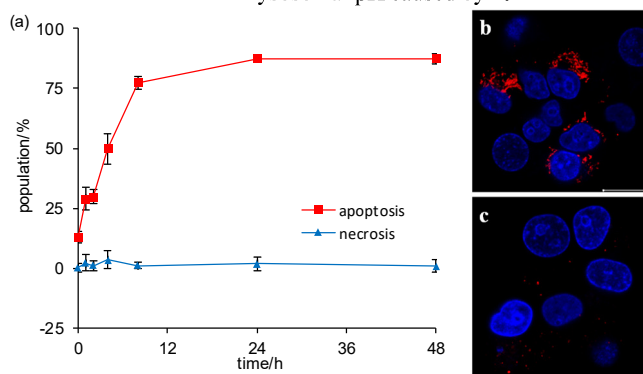 (a)
100
75
50
25
0
-25
population/%
apoptosis
necrosis
0 12 24 36 48
time/h
b
c